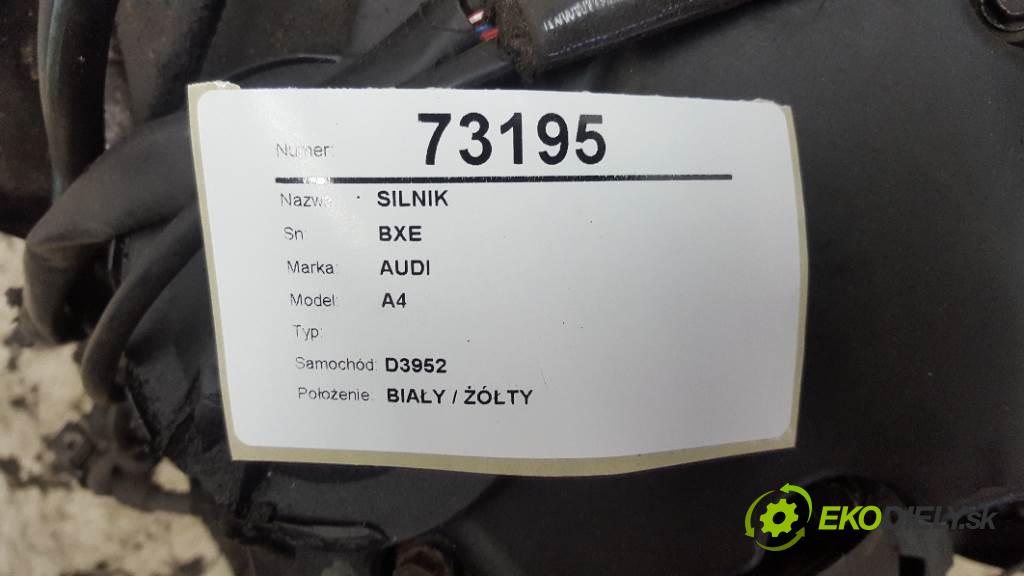 Numer: 73195
Nazwa: SILNIK
Sn: BXE
Marka: AUDI
Model: A4
Typ:
Samochód: D3952
Położenie: BIAŁY / ŻÓŁTY
EKODIELY.sk